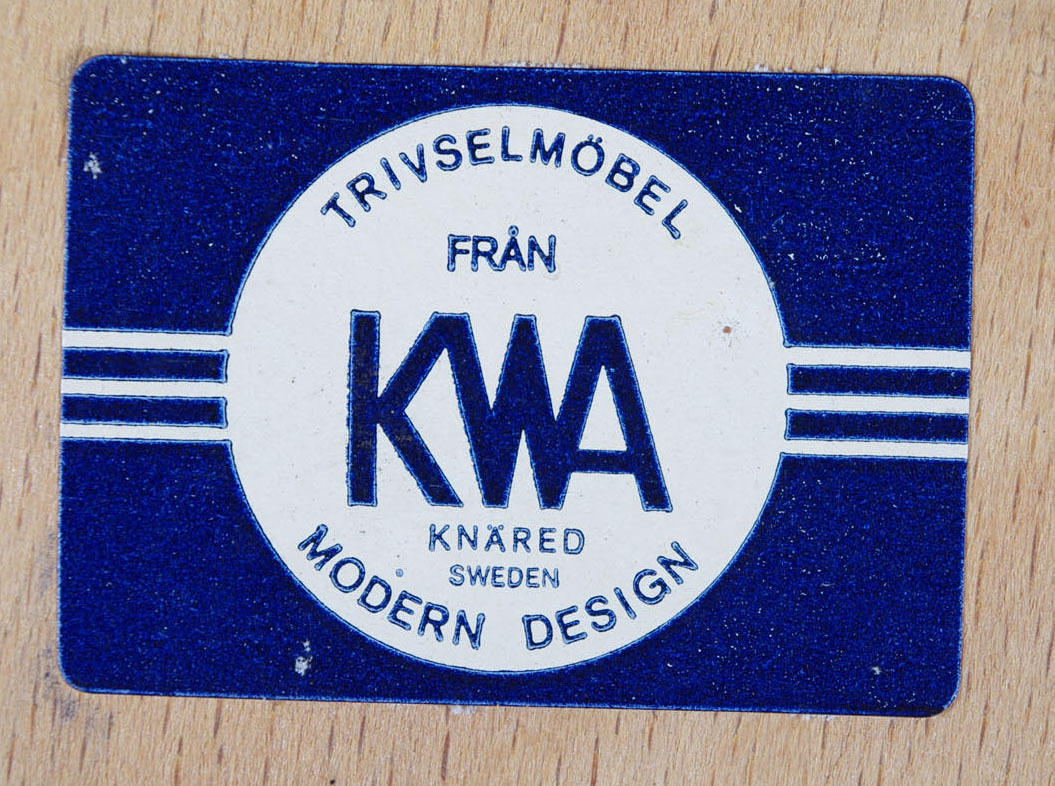 TRIVSELMÖBEL
FRÅN
KWA
KNÄRED
SWEDEN
MODERN DESIGN